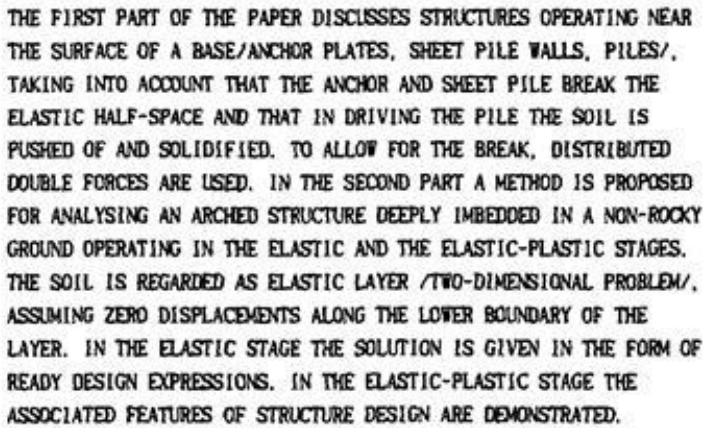 THE FIRST PART OF THE PAPER DISCUSSES STRUCTURES OPERATING NEAR
THE SURFACE OF A BASE/ANCHOR PLATES, SHEET PILE WALLS, PILES/,
TAKING INTO ACCOUNT THAT THE ANCHOR AND SHEET PILE BREAK THE
ELASTIC HALF-SPACE AND THAT IN DRIVING THE PILE THE SOIL IS
PUSHED OF AND SOLIDIFIED. TO ALLOW FOR THE BREAK, DISTRIBUTED
DOUBLE FORCES ARE USED. IN THE SECOND PART A METHOD IS PROPOSED
FOR ANALYSING AN ARCHED STRUCTURE DEEPLY IMBEDDED IN A NON-ROCKY
GROUND OPERATING IN THE ELASTIC AND THE ELASTIC-PLASTIC STAGES.
THE SOIL IS REGARDED AS ELASTIC LAYER /TWO-DIMENSIONAL PROBLEM/,
ASSUMING ZERO DISPLACEMENTS ALONG THE LOWER BOUNDARY OF THE
LAYER. IN THE ELASTIC STAGE THE SOLUTION IS GIVEN IN THE FORM OF
READY DESIGN EXPRESSIONS. IN THE ELASTIC-PLASTIC STAGE THE
ASSOCIATED FEATURES OF STRUCTURE DESIGN ARE DEMONSTRATED.